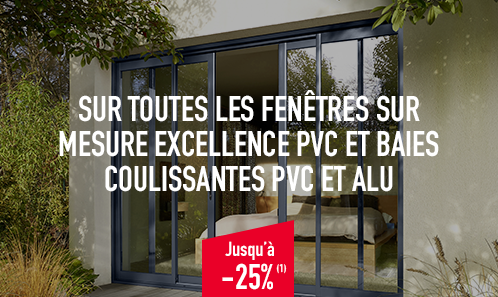 SUR TOUTES LES FENÊTRES SUR
MESURE EXCELLENCE PVC ET BAIES
COULISSANTES PVC ET ALU
Jusqu'à
-25% (1)